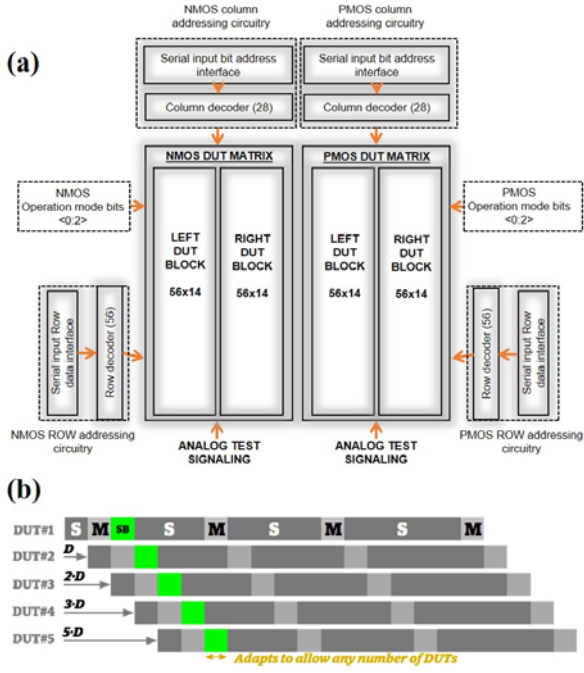 NMOS column
addressing circuitry
PMOS column
addressing circuitry
(a)
Serial input bit address
interface
Column decoder (28)
Serial input bit address
interface
Column decoder (28)
NMOS DUT MATRIX
PMOS DUT MATRIX
NMOS
Operation mode bits
<0:2>
PMOS
Operation mode bits
<0:2>
LEFT
DUT
BLOCK
56x14
RIGHT
DUT
BLOCK
56x14
LEFT
DUT
BLOCK
56x14
RIGHT
DUT
BLOCK
56x14
Serial input Row
data interface
Row decoder (56)
Row decoder (56)
Serial input Row
data interface
NMOS ROW addressing
circuitry
PMOS ROW addressing
circuitry
ANALOG TEST
SIGNALING
ANALOG TEST
SIGNALING
(b)
DUT#1 S M SB S M S M S M
DUT#2 D
DUT#3 2·D
DUT#4 3·D
DUT#5 5·D
Adapts to allow any number of DUTs